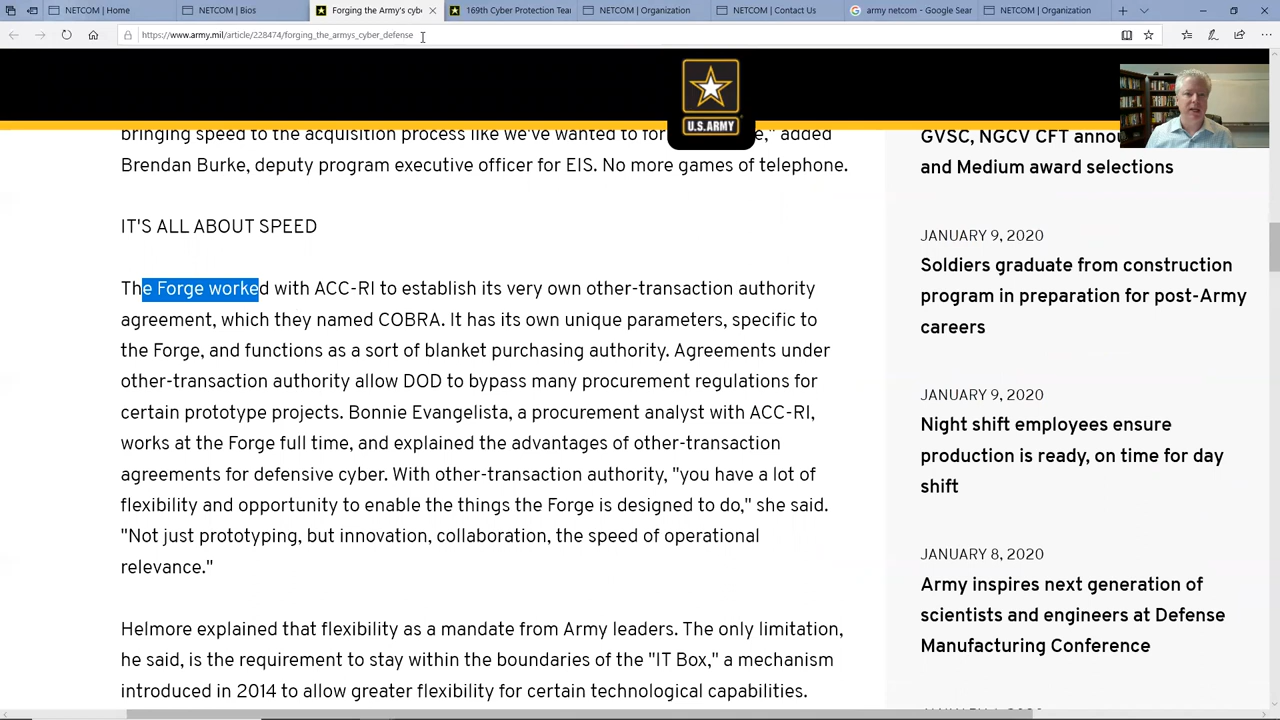 NETCOM | Home
NETCOM | Bios
Forging the Army's cybe
169th Cyber Protection Tear
NETCOM | Organization
NETCOM | Contact Us
army netcom - Google Sear
NETCOM | Organization
https://www.army.mil/article/228474/forging_the_armys_cyber_defense
U.S.ARMY
bringing speed to the acquisition process like we've wanted to for
added
Brendan Burke, deputy program executive officer for EIS. No more games of telephone.
IT'S ALL ABOUT SPEED
The Forge worked with ACC-RI to establish its very own other-transaction authority
agreement, which they named COBRA. It has its own unique parameters, specific to
the Forge, and functions as a sort of blanket purchasing authority. Agreements under
other-transaction authority allow DOD to bypass many procurement regulations for
certain prototype projects. Bonnie Evangelista, a procurement analyst with ACC-RI,
works at the Forge full time, and explained the advantages of other-transaction
agreements for defensive cyber. With other-transaction authority, "you have a lot of
flexibility and opportunity to enable the things the Forge is designed to do," she said.
"Not just prototyping, but innovation, collaboration, the speed of operational
relevance."
Helmore explained that flexibility as a mandate from Army leaders. The only limitation,
he said, is the requirement to stay within the boundaries of the "IT Box," a mechanism
introduced in 2014 to allow greater flexibility for certain technological capabilities.
GVSC, NGCV CFT annou
and Medium award selections
JANUARY 9, 2020
Soldiers graduate from construction
program in preparation for post-Army
careers
JANUARY 9, 2020
Night shift employees ensure
production is ready, on time for day
shift
JANUARY 8, 2020
Army inspires next generation of
scientists and engineers at Defense
Manufacturing Conference